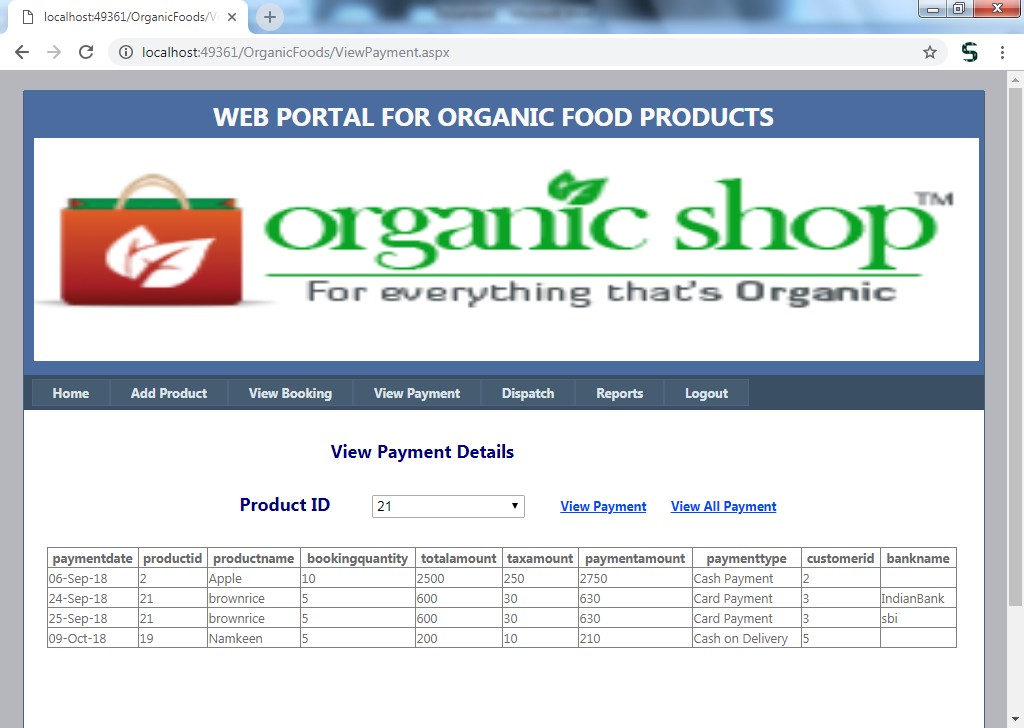 localhost:49361/OrganicFoods/Vi
localhost:49361/OrganicFoods/ViewPayment.aspx
WEB PORTAL FOR ORGANIC FOOD PRODUCTS
organic shop™
For everything that's Organic
Home Add Product View Booking View Payment Dispatch Reports Logout
View Payment Details
Product ID 21 View Payment View All Payment
paymentdate productid productname bookingquantity totalamount taxamount paymentamount paymenttype customerid bankname
06-Sep-18 2 Apple 10 2500 250 2750 Cash Payment 2
24-Sep-18 21 brownrice 5 600 30 630 Card Payment 3 IndianBank
25-Sep-18 21 brownrice 5 600 30 630 Card Payment 3 sbi
09-Oct-18 19 Namkeen 5 200 10 210 Cash on Delivery 5